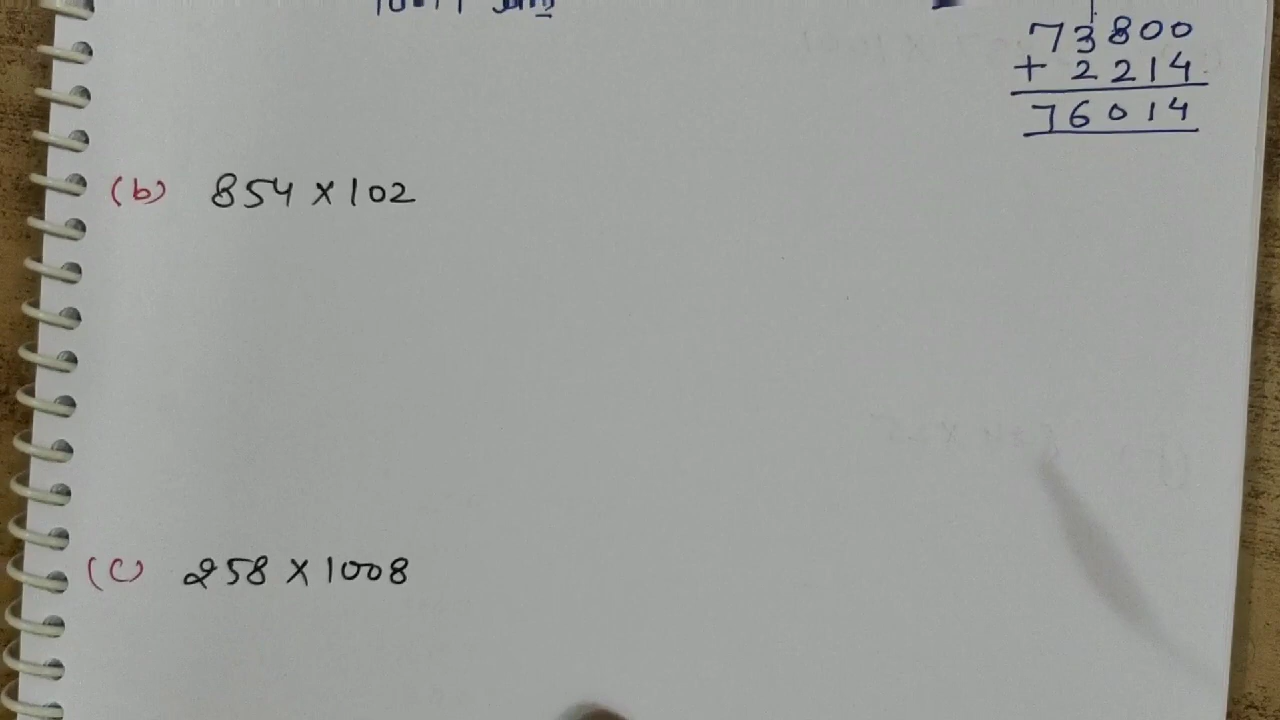 73800
+ 2214
76014
(b) 854 × 102
(c) 258 × 1008